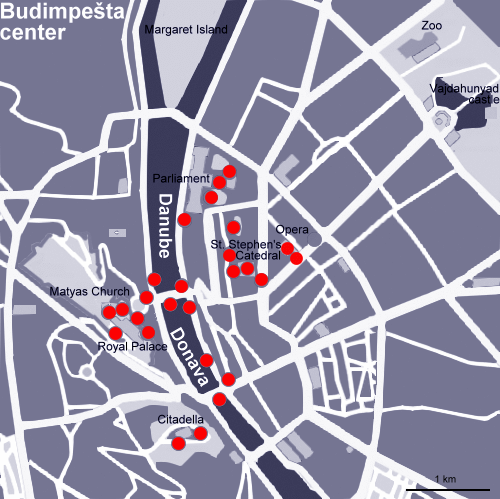 Budimpešta
center
Margaret Island
Zoo
Vajdahunyad
castle
Parliament
Danube
Opera
St. Stephen's
Catedral
Matyas Church
Royal Palace
Donava
Citadella
1 km